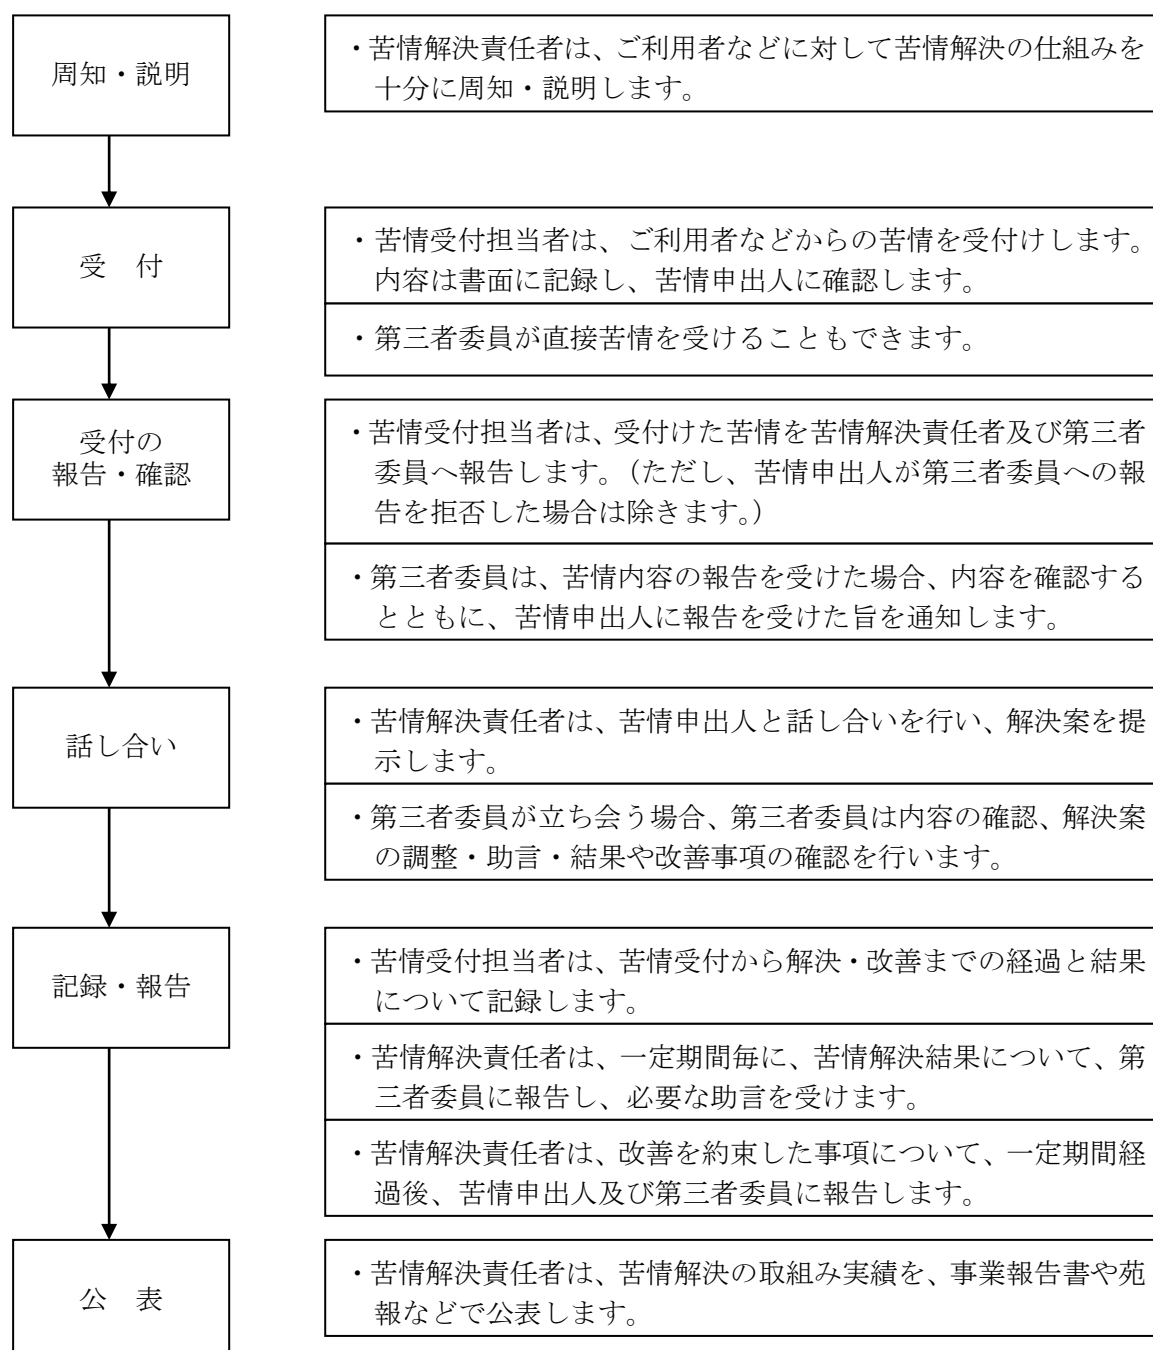 周知・説明
・苦情解決責任者は、ご利用者などに対して苦情解決の仕組みを
十分に周知・説明します。
受　付
・苦情受付担当者は、ご利用者などからの苦情を受付けします。
内容は書面に記録し、苦情申出人に確認します。
・第三者委員が直接苦情を受けることもできます。
受付の
報告・確認
・苦情受付担当者は、受付けた苦情を苦情解決責任者及び第三者
委員へ報告します。（ただし、苦情申出人が第三者委員への報
告を拒否した場合は除きます。）
・第三者委員は、苦情内容の報告を受けた場合、内容を確認する
とともに、苦情申出人に報告を受けた旨を通知します。
話し合い
・苦情解決責任者は、苦情申出人と話し合いを行い、解決案を提
示します。
・第三者委員が立ち会う場合、第三者委員は内容の確認、解決案
の調整・助言・結果や改善事項の確認を行います。
記録・報告
・苦情受付担当者は、苦情受付から解決・改善までの経過と結果
について記録します。
・苦情解決責任者は、一定期間毎に、苦情解決結果について、第
三者委員に報告し、必要な助言を受けます。
・苦情解決責任者は、改善を約束した事項について、一定期間経
過後、苦情申出人及び第三者委員に報告します。
公　表
・苦情解決責任者は、苦情解決の取組み実績を、事業報告書や苑
報などで公表します。